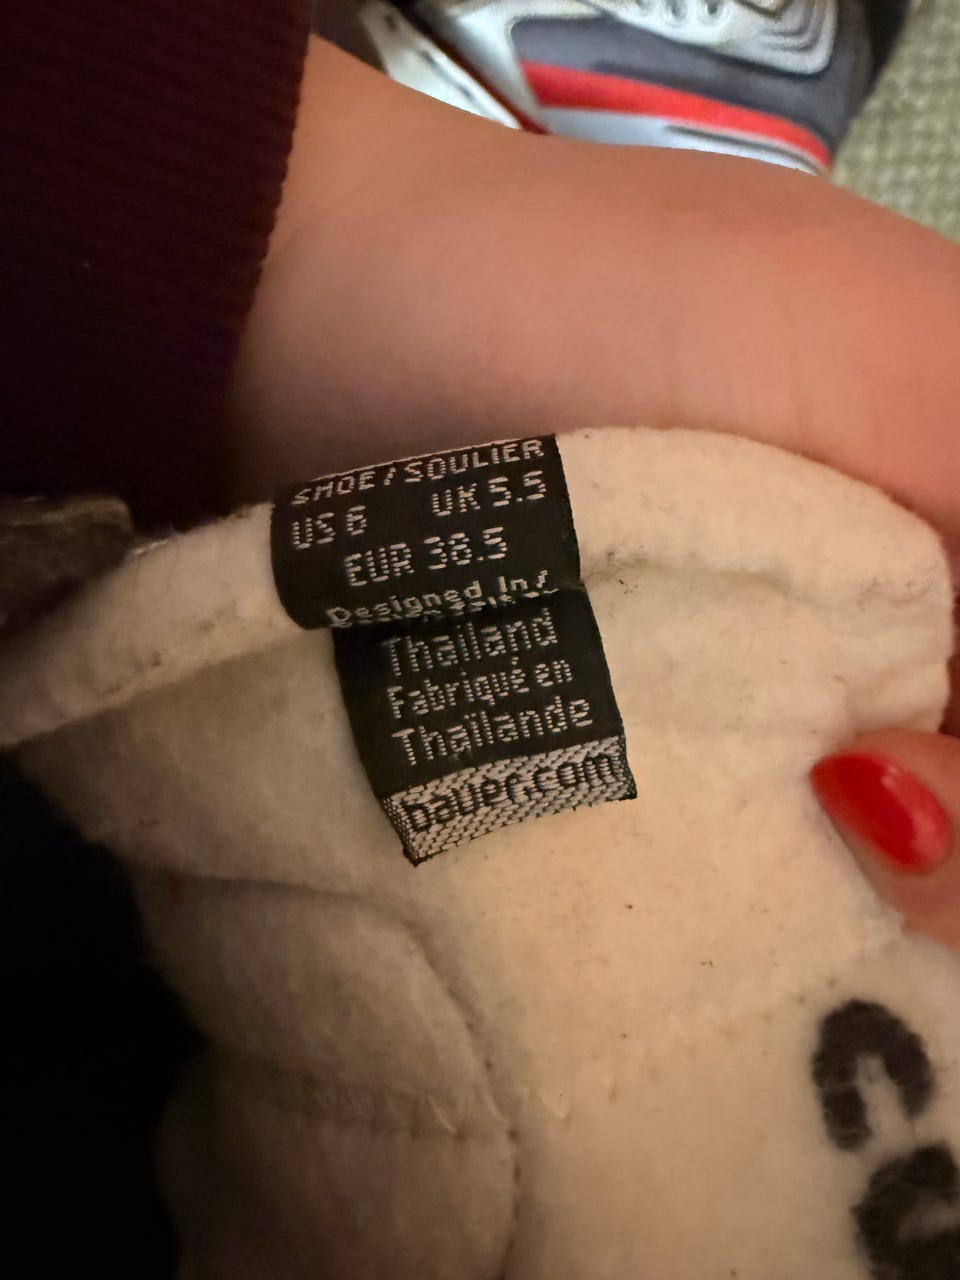 SHOE/SOULIER
US 6 UK 5.5
EUR 38.5
Designed In/
Thailand
Fabriqué en
Thaïlande
bauer.com